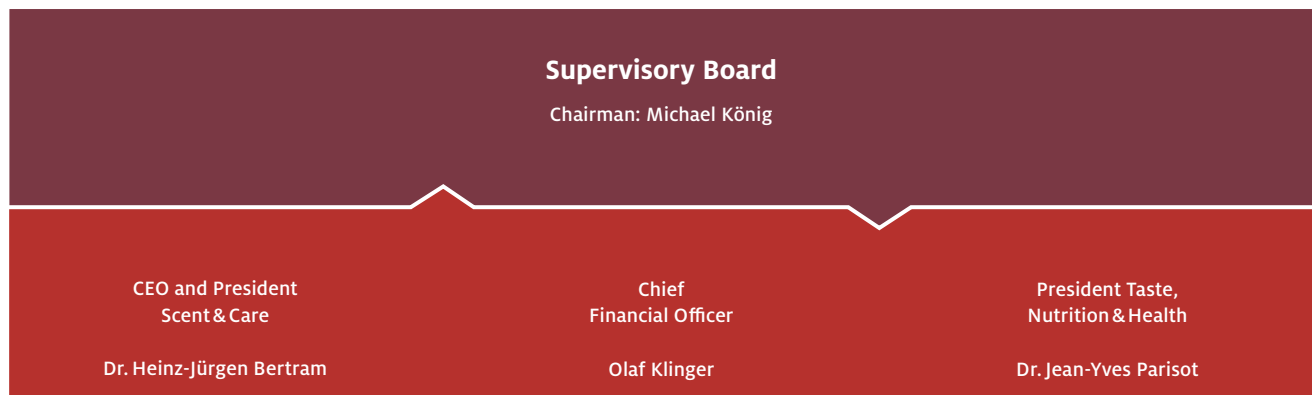 Supervisory Board
Chairman: Michael König
CEO and President
Scent & Care
Dr. Heinz-Jürgen Bertram
Chief
Financial Officer
Olaf Klinger
President Taste,
Nutrition & Health
Dr. Jean-Yves Parisot